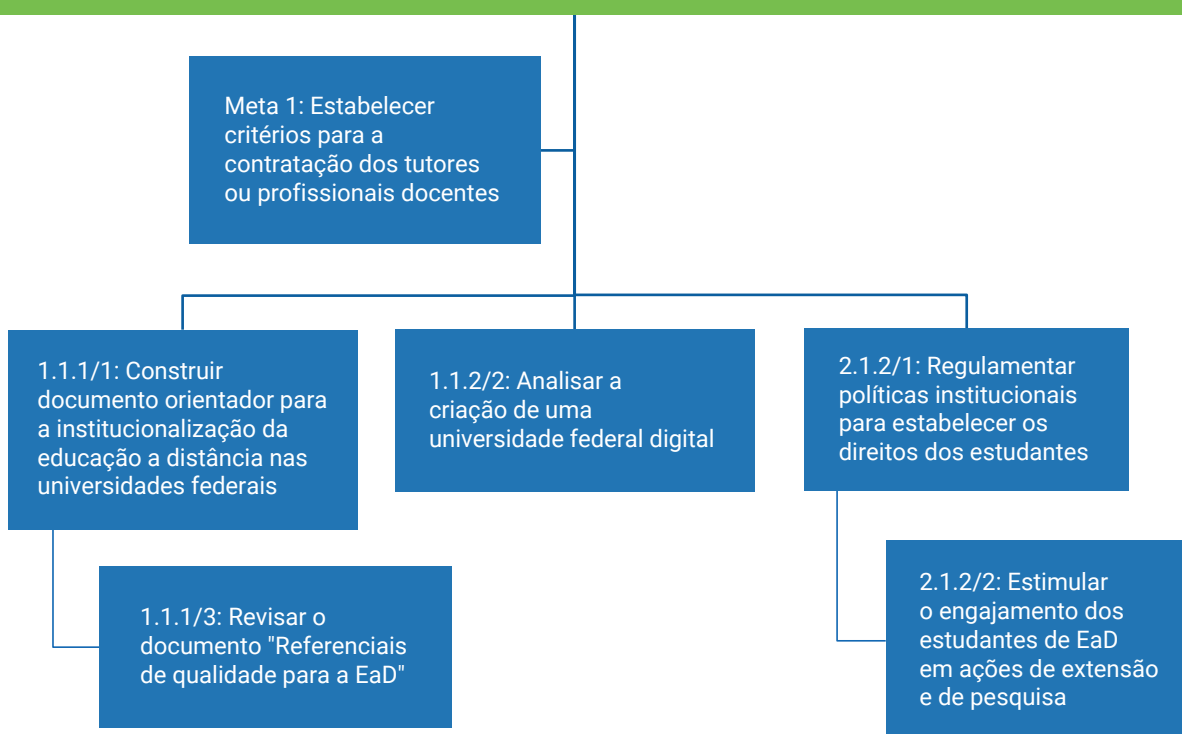 Meta 1: Estabelecer
critérios para a
contratação dos tutores
ou profissionais docentes
1.1.1/1: Construir
documento orientador para
a institucionalização da
educação a distância nas
universidades federais
1.1.2/2: Analisar a
criação de uma
universidade federal digital
2.1.2/1: Regulamentar
políticas institucionais
para estabelecer os
direitos dos estudantes
1.1.1/3: Revisar o
documento "Referenciais
de qualidade para a EaD"
2.1.2/2: Estimular
o engajamento dos
estudantes de EaD
em ações de extensão
e de pesquisa